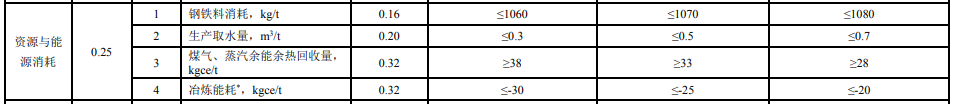 资源与能
源消耗
0.25
1 钢铁料消耗，kg/t 0.16 ≤1060 ≤1070 ≤1080
2 生产取水量，m³/t 0.20 ≤0.3 ≤0.5 ≤0.7
3 煤气、蒸汽余能余热回收量，
kgce/t 0.32 ≥38 ≥33 ≥28
4 冶炼能耗*，kgce/t 0.32 ≤-30 ≤-25 ≤-20